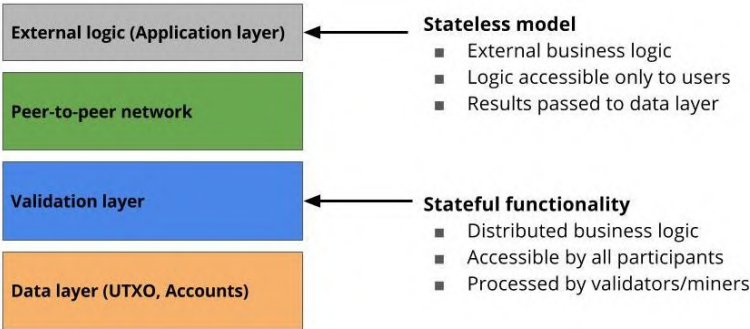 External logic (Application layer)
Peer-to-peer network
Validation layer
Data layer (UTXO, Accounts)
Stateless model
■ External business logic
■ Logic accessible only to users
■ Results passed to data layer
Stateful functionality
■ Distributed business logic
■ Accessible by all participants
■ Processed by validators/miners